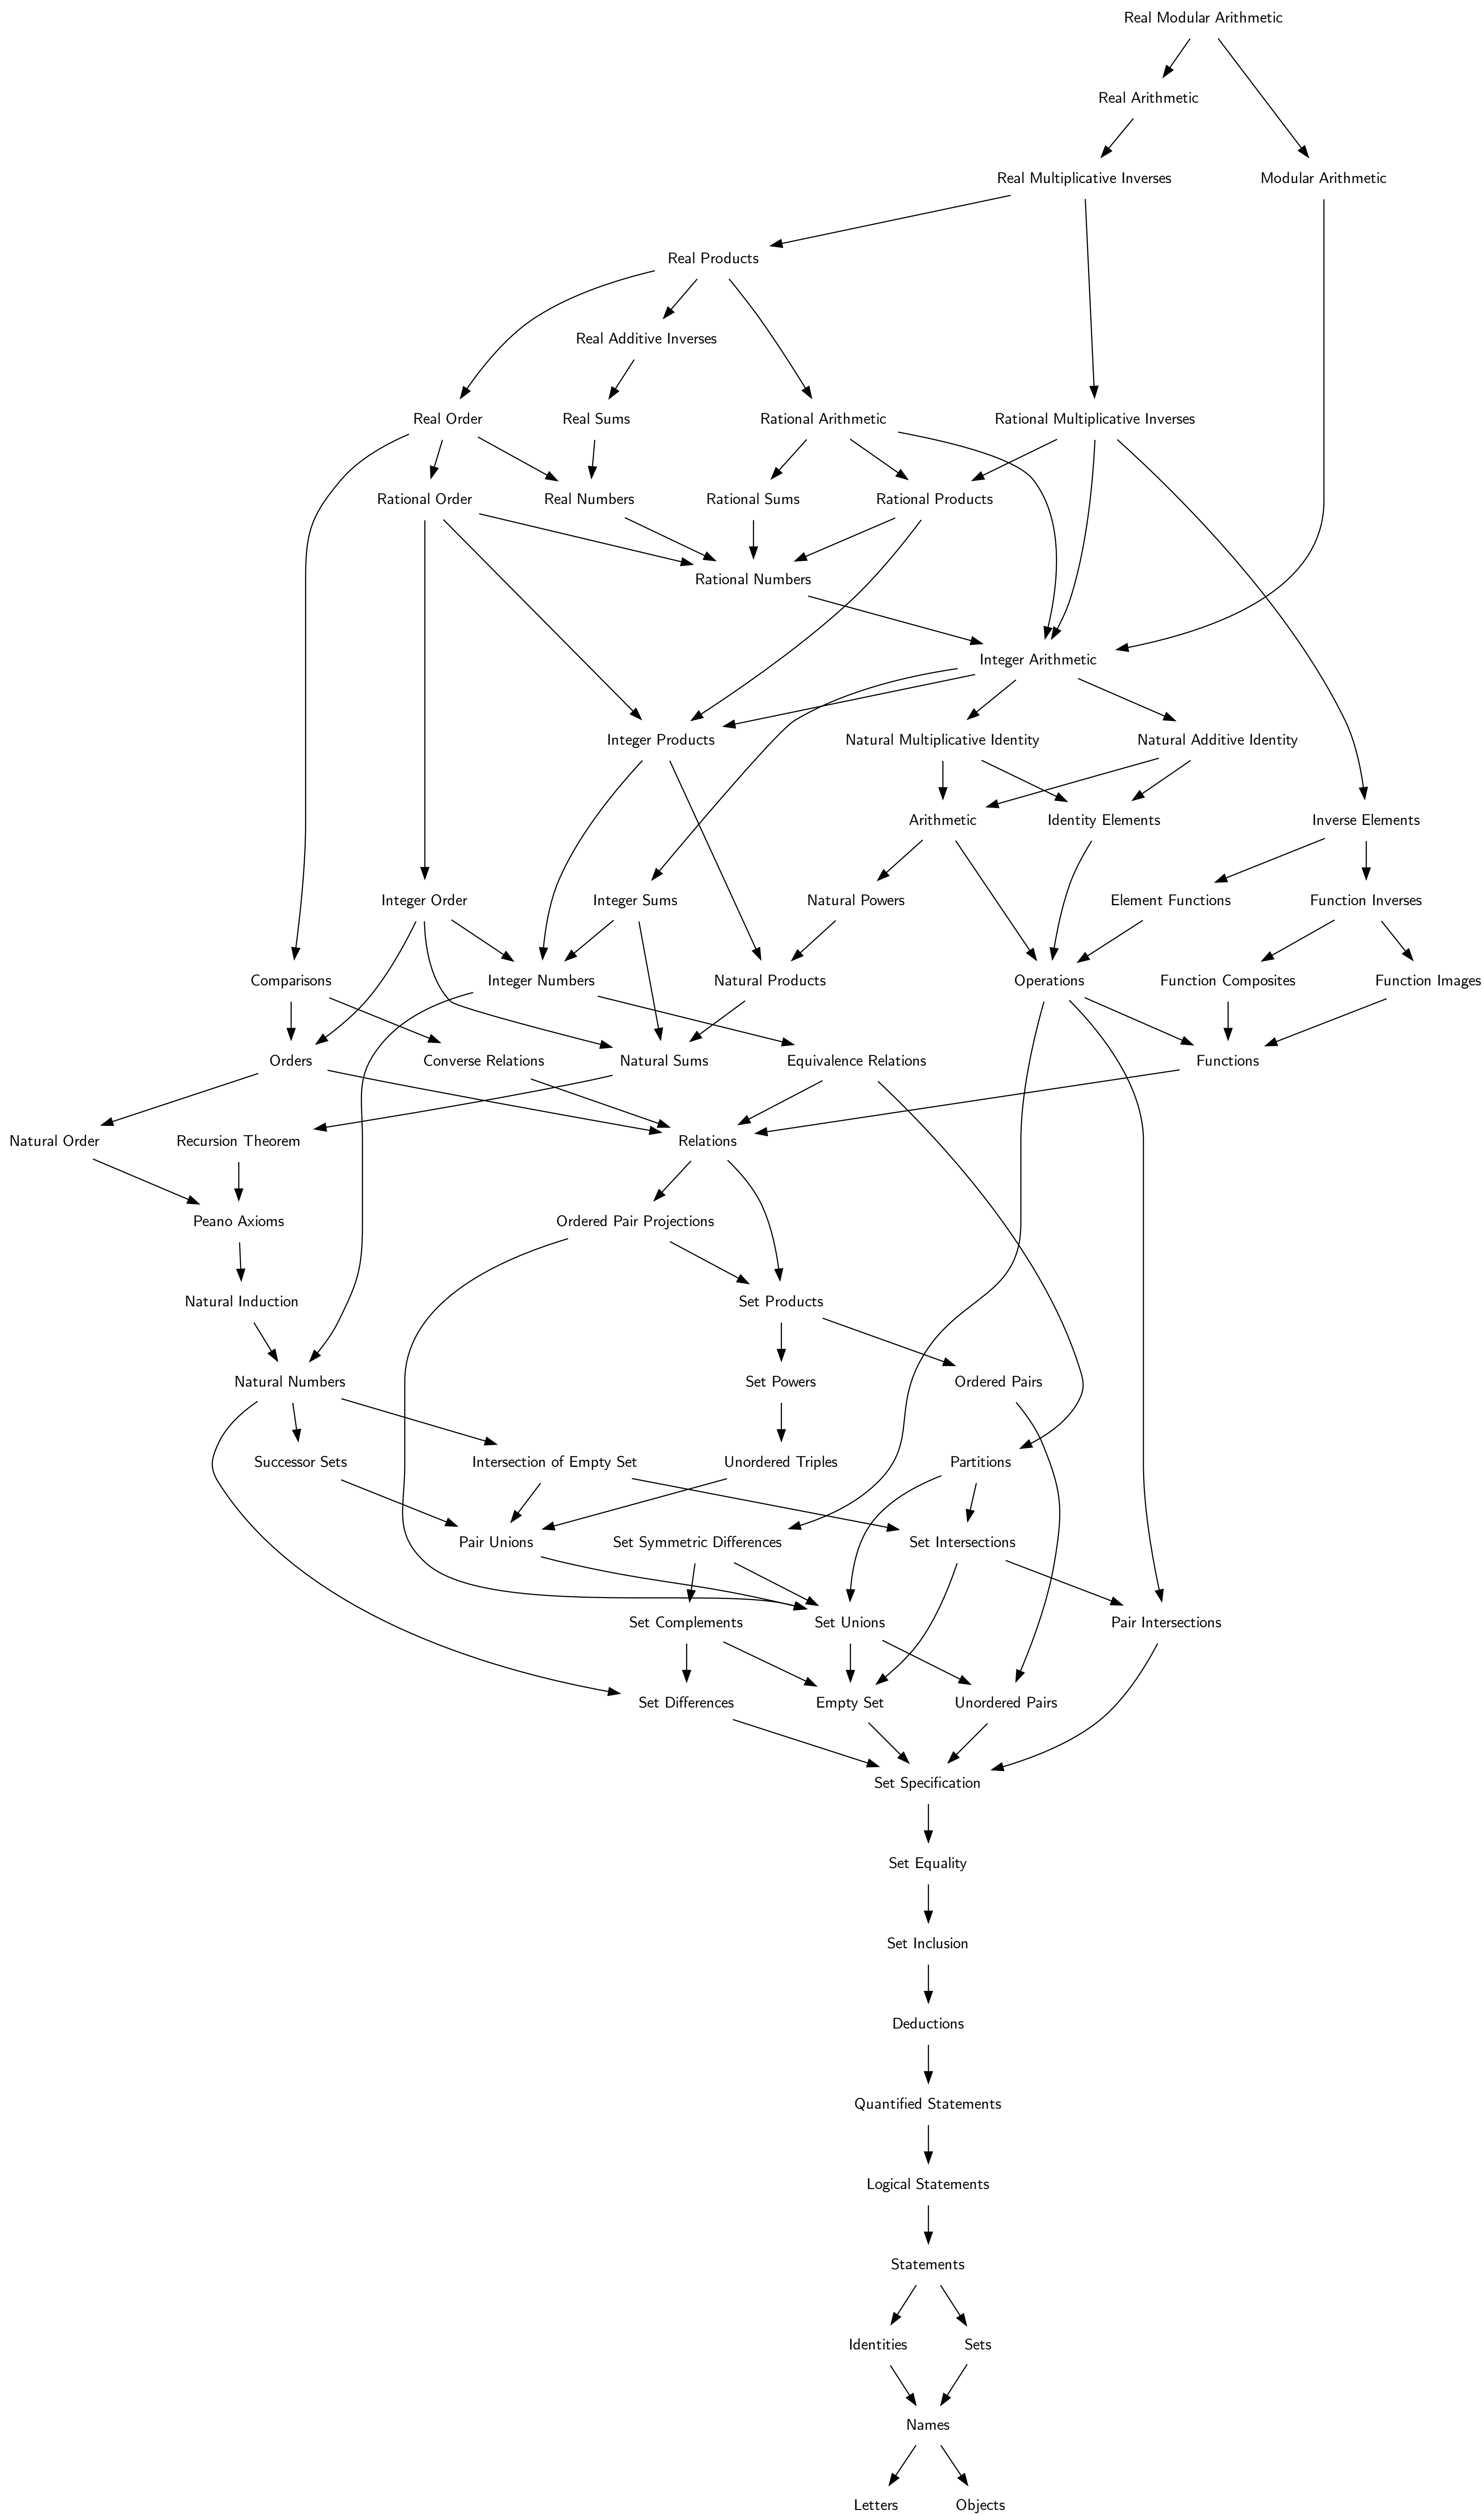 Real Modular Arithmetic
Real Arithmetic
Real Multiplicative Inverses
Modular Arithmetic
Real Products
Real Additive Inverses
Real Order
Real Sums
Rational Arithmetic
Rational Multiplicative Inverses
Rational Order
Real Numbers
Rational Sums
Rational Products
Rational Numbers
Integer Arithmetic
Integer Products
Natural Multiplicative Identity
Natural Additive Identity
Arithmetic
Identity Elements
Inverse Elements
Integer Order
Integer Sums
Natural Powers
Element Functions
Function Inverses
Comparisons
Integer Numbers
Natural Products
Operations
Function Composites
Function Images
Orders
Converse Relations
Natural Sums
Equivalence Relations
Functions
Natural Order
Recursion Theorem
Relations
Peano Axioms
Ordered Pair Projections
Natural Induction
Set Products
Natural Numbers
Set Powers
Ordered Pairs
Successor Sets
Intersection of Empty Set
Unordered Triples
Partitions
Pair Unions
Set Symmetric Differences
Set Intersections
Set Complements
Set Unions
Pair Intersections
Set Differences
Empty Set
Unordered Pairs
Set Specification
Set Equality
Set Inclusion
Deductions
Quantified Statements
Logical Statements
Statements
Identities
Sets
Names
Letters
Objects